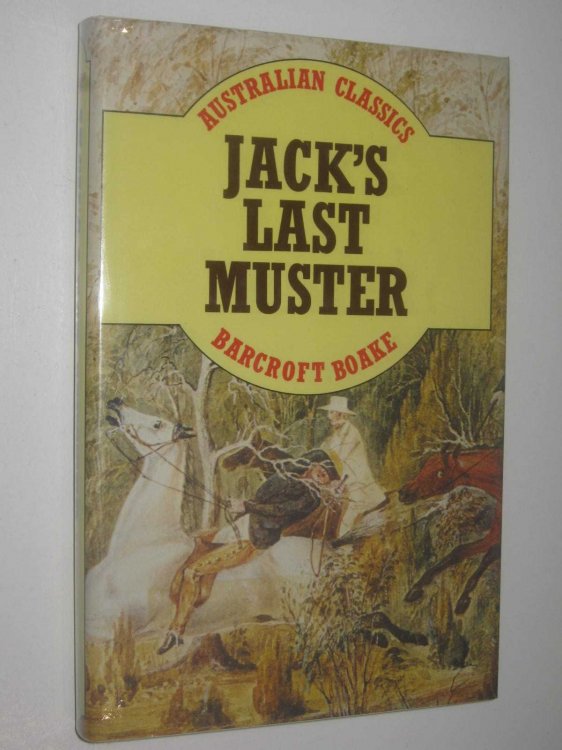 AUSTRALIAN CLASSICS
JACK'S
LAST
MUSTER
BARCROFT BOAKE